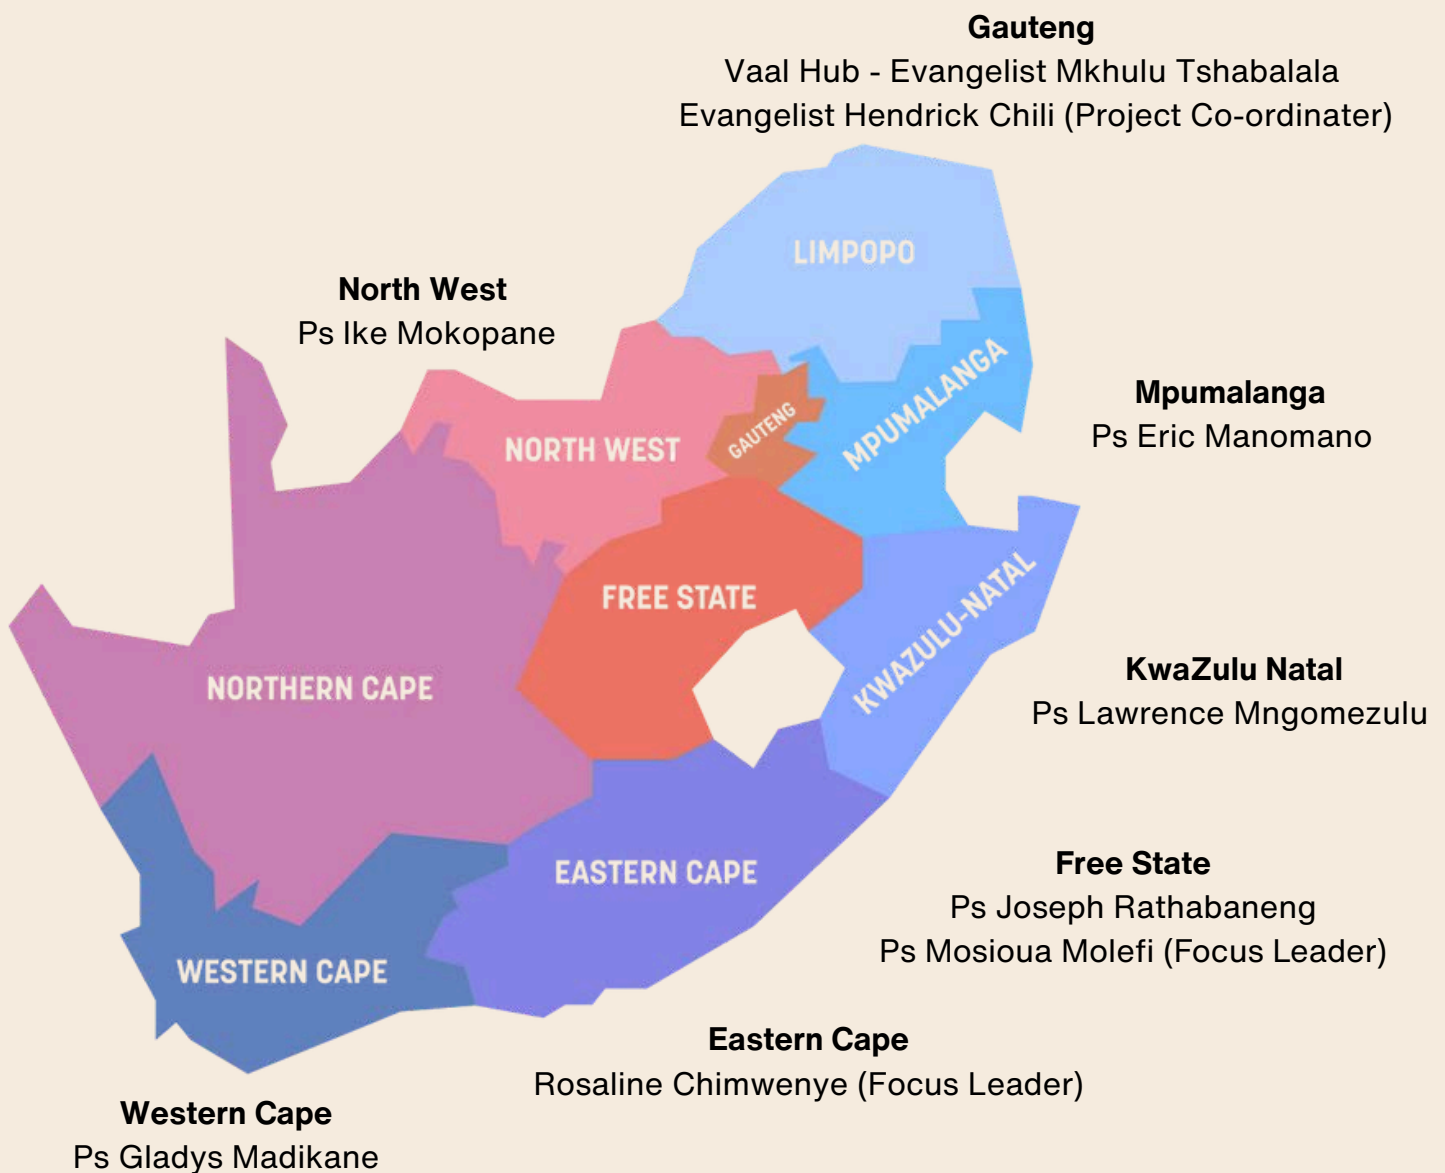 Gauteng
Vaal Hub - Evangelist Mkhulu Tshabalala
Evangelist Hendrick Chili (Project Co-ordinater)
LIMPOPO
North West
Ps Ike Mokopane
MPUMALANGA
Mpumalanga
Ps Eric Manomano
GAUTENG
NORTH WEST
FREE STATE
KWAZULU-NATAL
NORTHERN CAPE
KwaZulu Natal
Ps Lawrence Mngomezulu
EASTERN CAPE
Free State
Ps Joseph Rathabaneng
Ps Mosioua Molefi (Focus Leader)
WESTERN CAPE
Eastern Cape
Rosaline Chimwenye (Focus Leader)
Western Cape
Ps Gladys Madikane